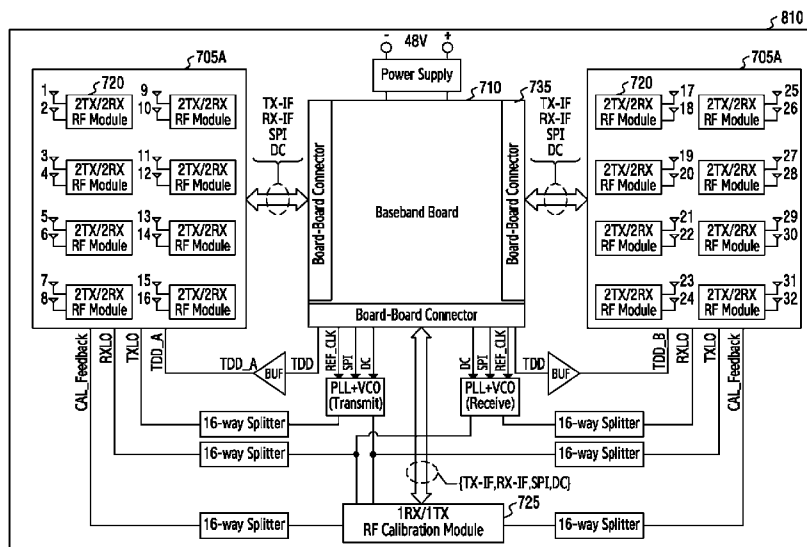 810
- 48V +
Power Supply
705A
720
1
2
2TX/2RX
RF Module
9
10
2TX/2RX
RF Module
3
4
2TX/2RX
RF Module
11
12
2TX/2RX
RF Module
5
6
2TX/2RX
RF Module
13
14
2TX/2RX
RF Module
7
8
2TX/2RX
RF Module
15
16
2TX/2RX
RF Module
TX-IF
RX-IF
SPI
DC
710
735
Board-Board Connector
Baseband Board
Board-Board Connector
Board-Board Connector
TX-IF
RX-IF
SPI
DC
705A
720
2TX/2RX
RF Module
17
18
2TX/2RX
RF Module
25
26
2TX/2RX
RF Module
19
20
2TX/2RX
RF Module
27
28
2TX/2RX
RF Module
21
22
2TX/2RX
RF Module
29
30
2TX/2RX
RF Module
23
24
2TX/2RX
RF Module
31
32
CAL_Feedback
RXLO
TXLO
TDD_A
TDD_A
BUF
TDD
REF_CLK
SPI
DC
PLL+VCO
(Transmit)
DC
SPI
REF_CLK
PLL+VCO
(Receive)
TDD
BUF
TDD_B
RXLO
TXLO
CAL_Feedback
16-way Splitter
16-way Splitter
16-way Splitter
16-way Splitter
{TX-IF,RX-IF,SPI,DC}
725
16-way Splitter
1RX/1TX
RF Calibration Module
16-way Splitter